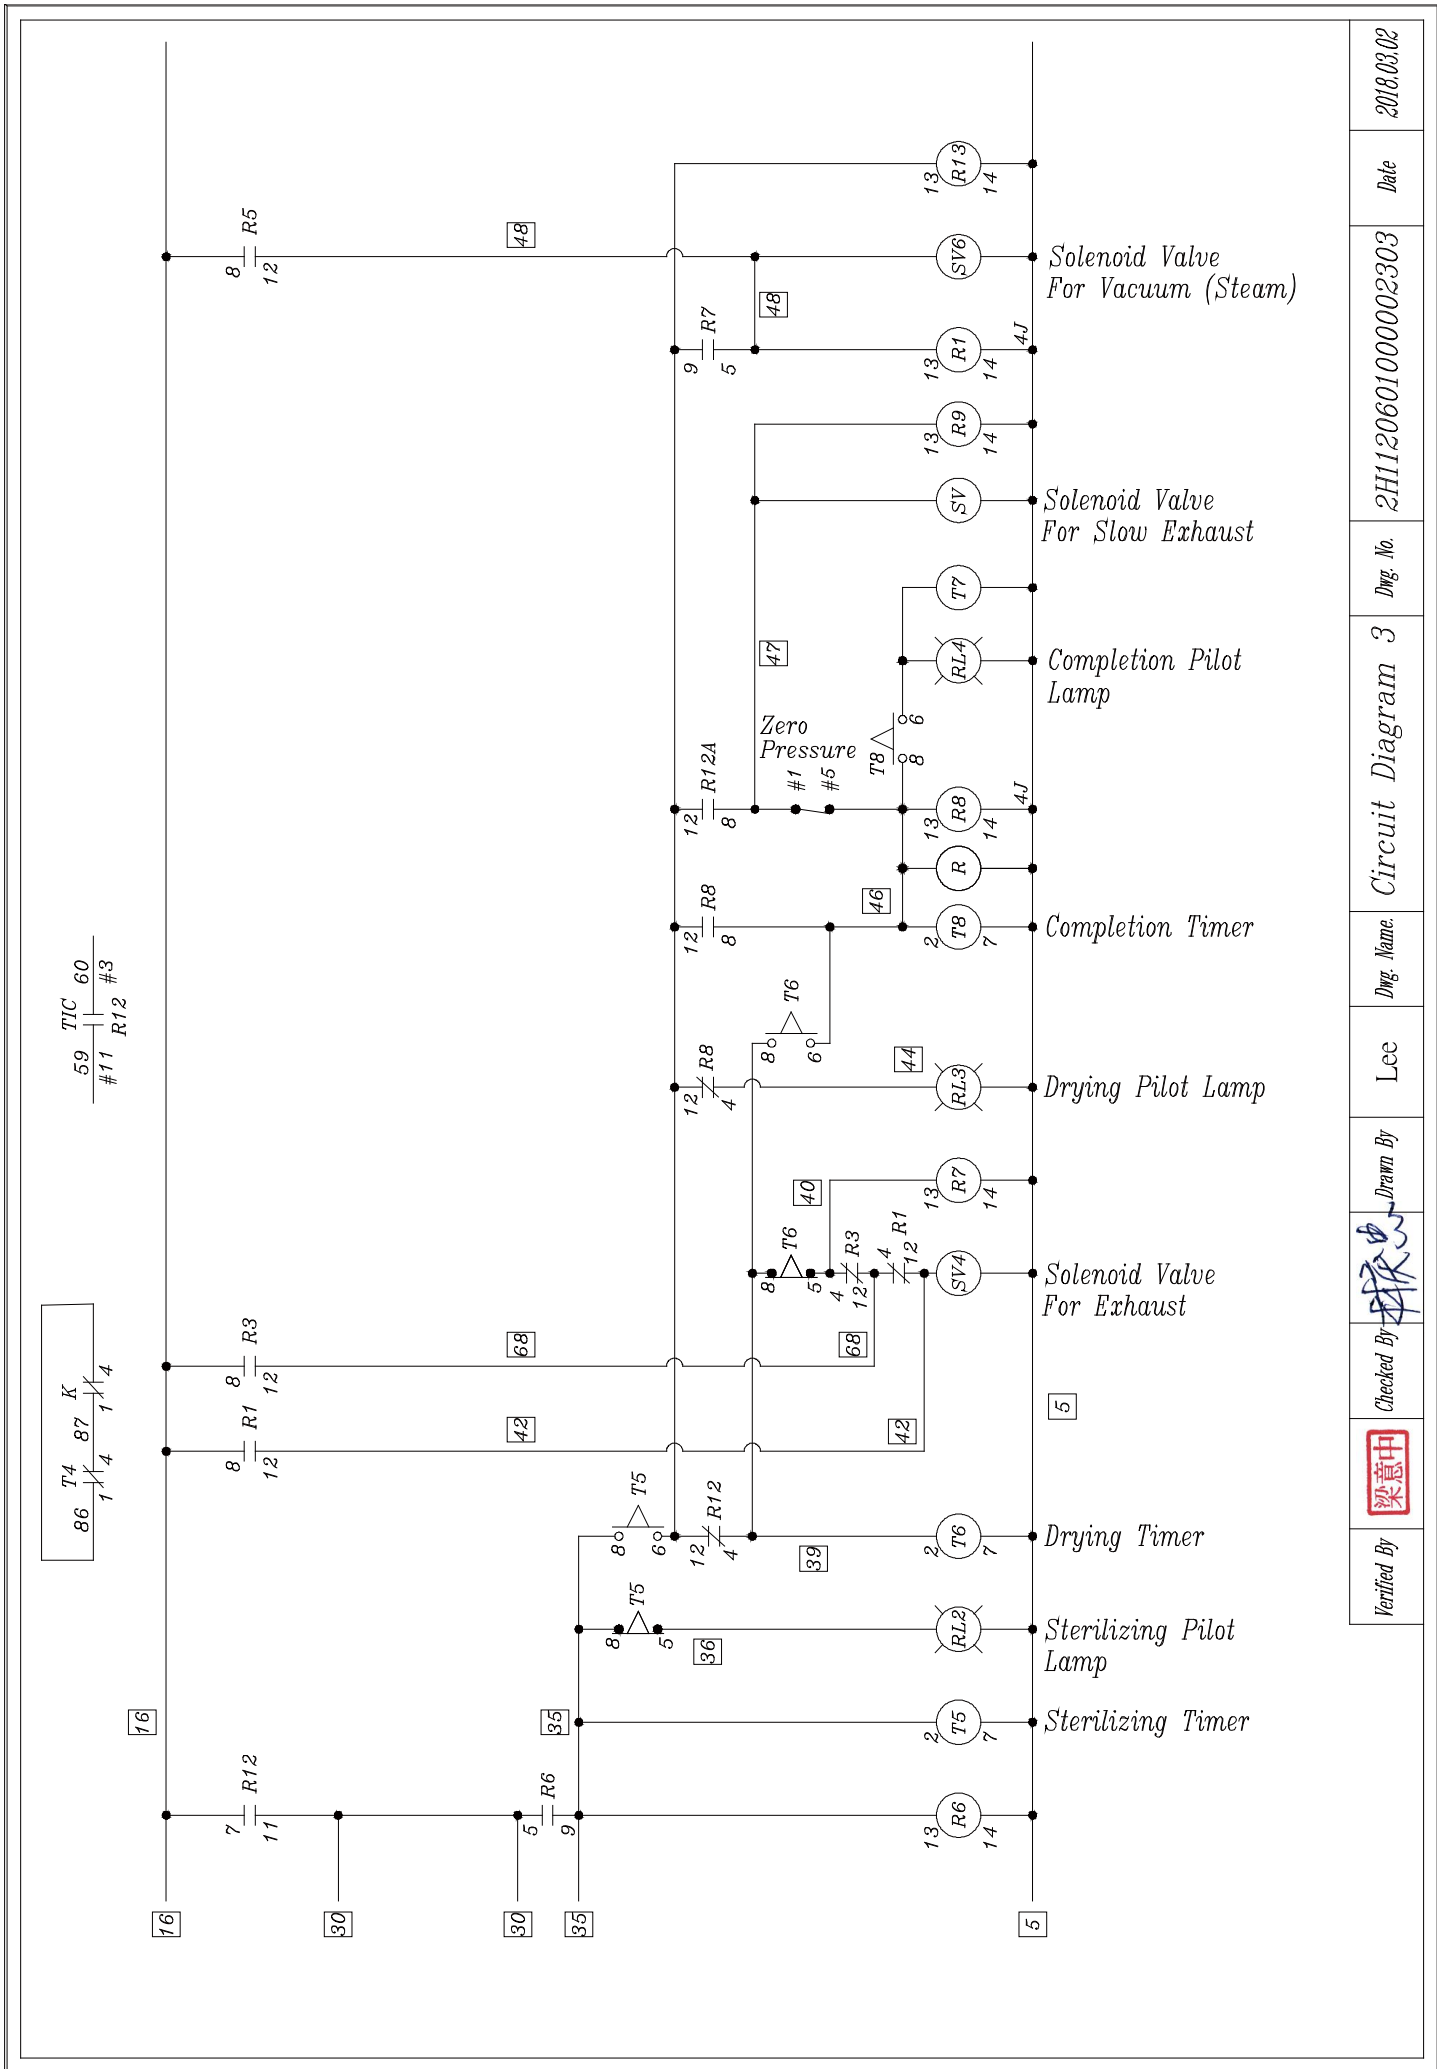 59 TIC 60
#11 R12 #3
86 T4 87 K
1 4 1 4
16
16
7 R12
11
30
30
5 R6
9
35
35
13 R6
14
2 T5
7
Sterilizing Timer
8 T5
5
36
RL2
Sterilizing Pilot
Lamp
8 T5
6
12 R12
4
39
2 T6
7
Drying Timer
8 R1
12
42
42
8 R3
12
68
68
5
5
8 T6
5
4 R3
12
4 R1
12
SV4
Solenoid Valve
For Exhaust
40
13 R7
14
12 R8
4
44
RL3
Drying Pilot Lamp
8 T6
6
12 R8
8
46
2 T8
7
Completion Timer
R
12 R12A
8
Zero
Pressure
#1
#5
13 R8
14
4J
T8
8 6
47
RL4
Completion Pilot
Lamp
T7
SV
Solenoid Valve
For Slow Exhaust
13 R9
14
9 R7
5
48
13 R1
14
4J
8 R5
12
48
SV6
Solenoid Valve
For Vacuum (Steam)
13 R13
14
Verified By
梁意中
Checked By
Drawn By
Lee
Dwg. Name.
Circuit Diagram 3
Dwg. No.
2H1120601000002303
Date
2018.03.02